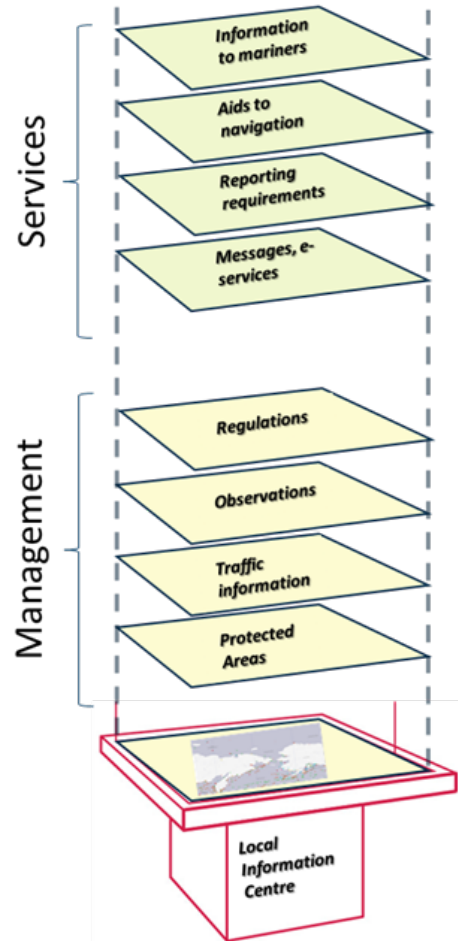 Services
Information
to mariners
Aids to
navigation
Reporting
requirements
Messages, e-
services
Management
Regulations
Observations
Traffic
information
Protected
Areas
Local
Information
Centre